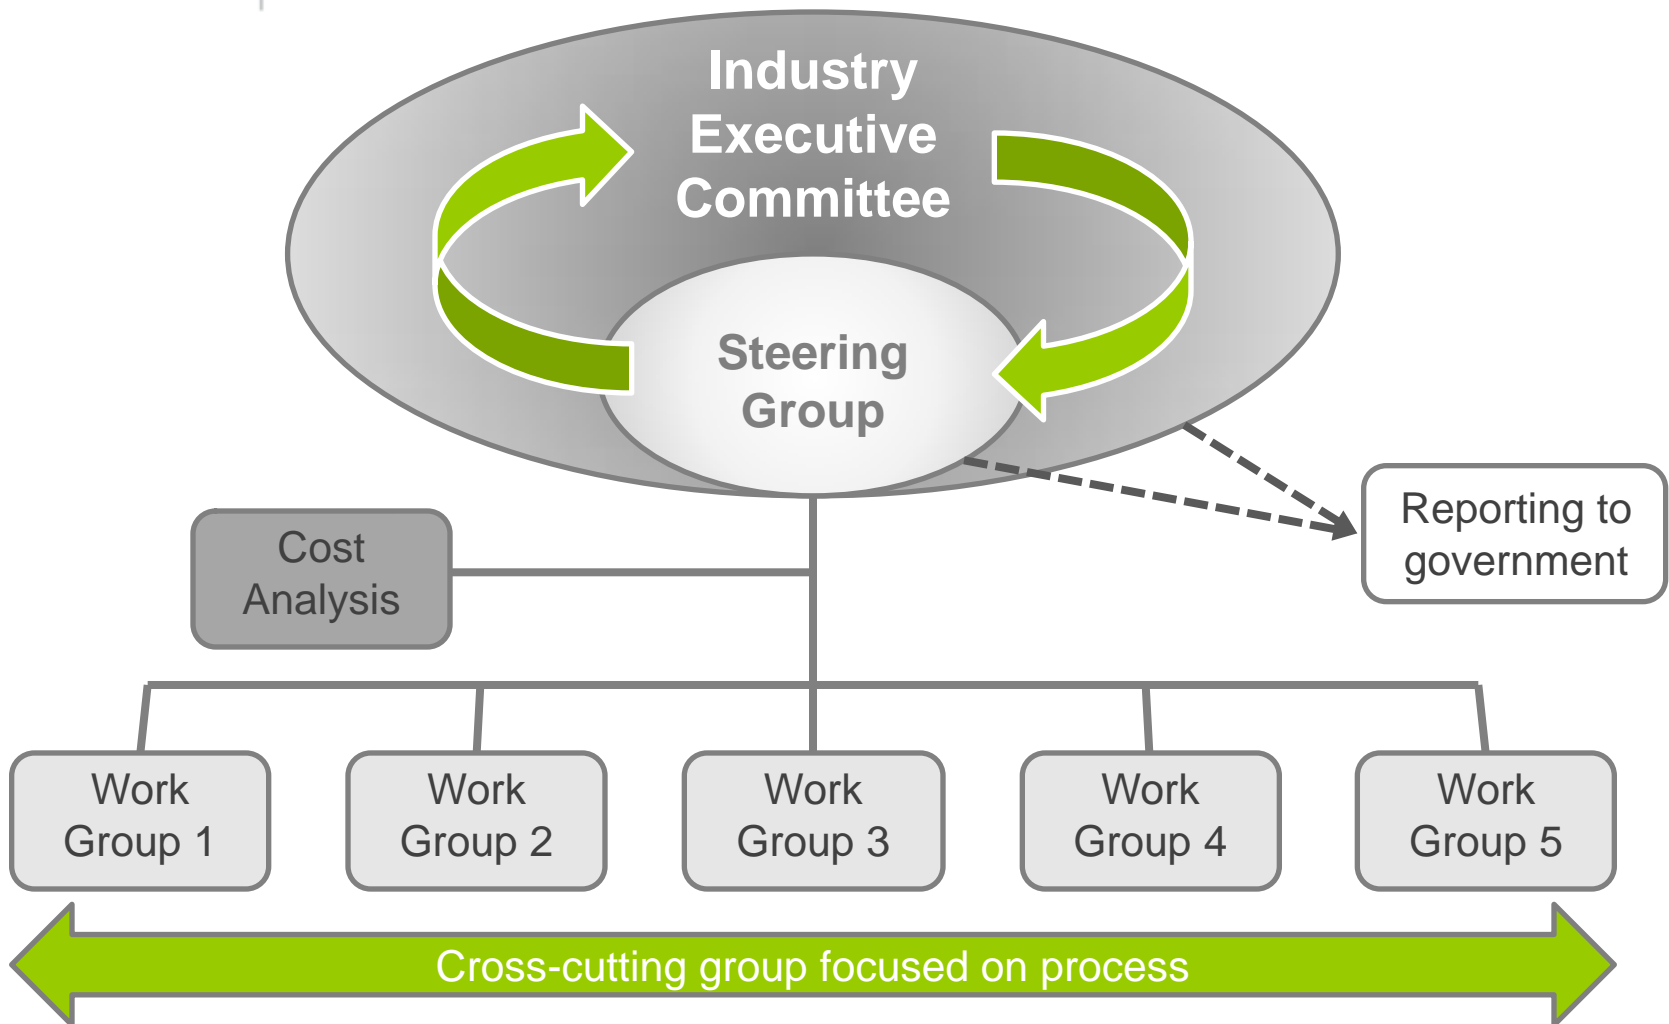 Industry
Executive
Committee
Steering
Group
Reporting to
government
Cost
Analysis
Work
Group 1
Work
Group 2
Work
Group 3
Work
Group 4
Work
Group 5
Cross-cutting group focused on process